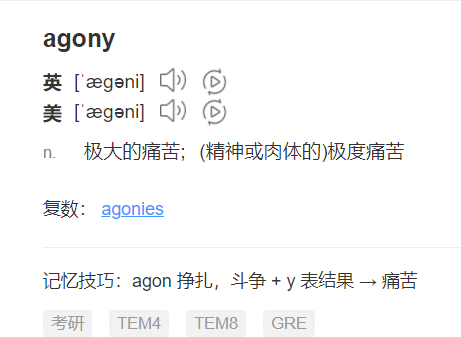 agony
英 [ˈæɡəni]
美 [ˈæɡəni]
n. 极大的痛苦；(精神或肉体的)极度痛苦
复数： agonies
记忆技巧：agon 挣扎，斗争 + y 表结果 → 痛苦
考研 TEM4 TEM8 GRE